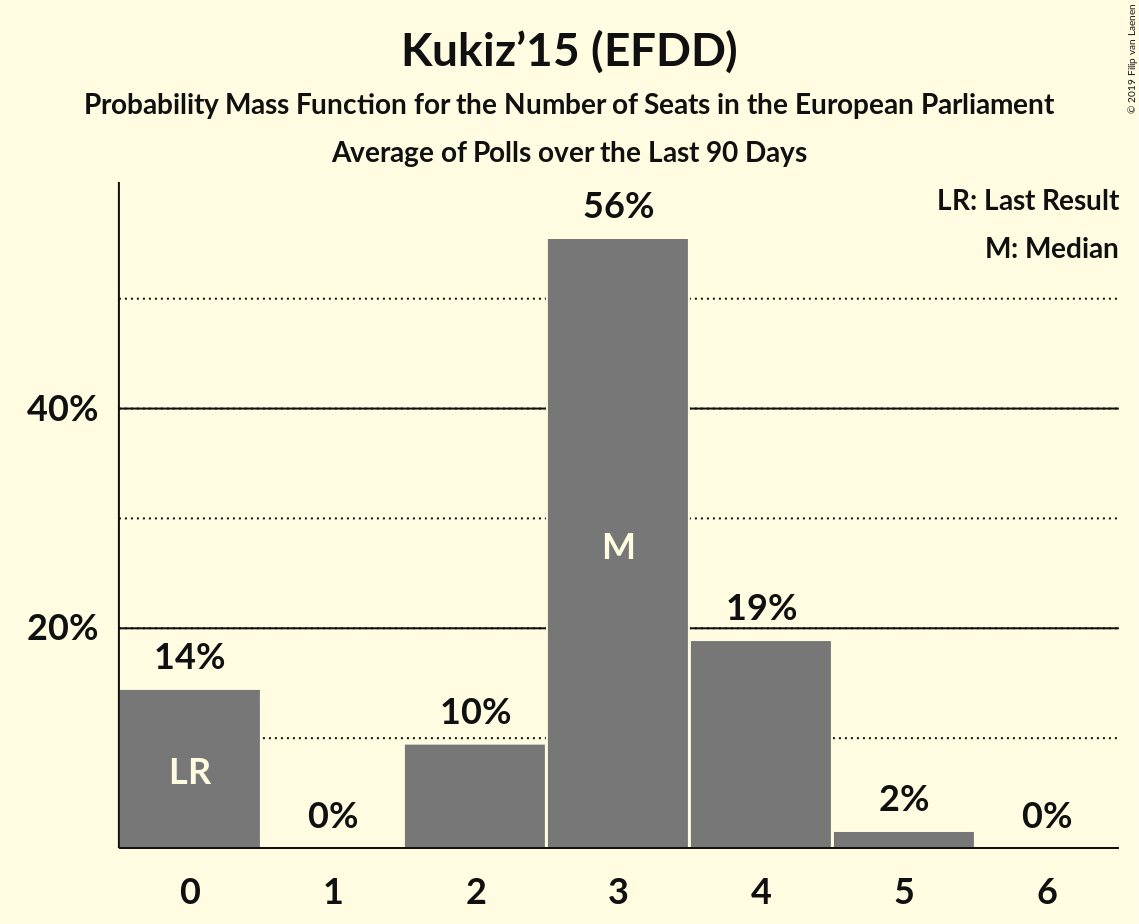 Kukiz’15 (EFDD)
Probability Mass Function for the Number of Seats in the European Parliament
Average of Polls over the Last 90 Days
© 2019 Filip van Laenen
LR: Last Result
M: Median
56%
40%
M
19%
20%
14%
10%
LR
2%
0%
0%
0 1 2 3 4 5 6